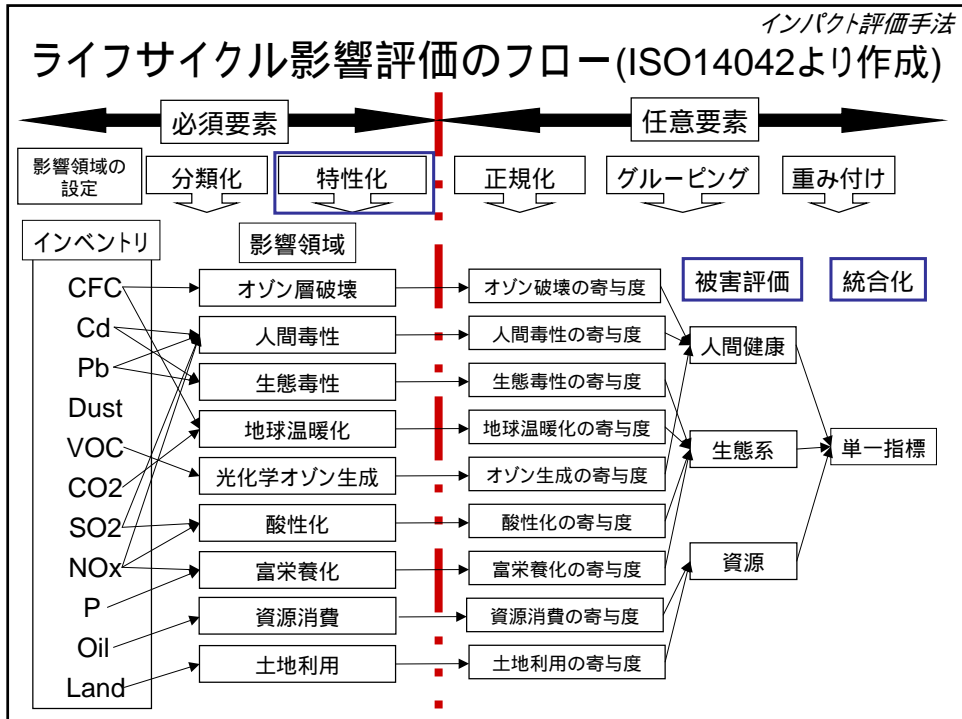 インパクト評価手法
ライフサイクル影響評価のフロー(ISO14042より作成)
必須要素
任意要素
影響領域の
設定
分類化
特性化
正規化
グルーピング
重み付け
インベントリ
影響領域
被害評価
統合化
CFC
Cd
Pb
Dust
VOC
CO2
SO2
NOx
P
Oil
Land
オゾン層破壊
人間毒性
生態毒性
地球温暖化
光化学オゾン生成
酸性化
富栄養化
資源消費
土地利用
オゾン破壊の寄与度
人間毒性の寄与度
生態毒性の寄与度
地球温暖化の寄与度
オゾン生成の寄与度
酸性化の寄与度
富栄養化の寄与度
資源消費の寄与度
土地利用の寄与度
人間健康
生態系
資源
単一指標